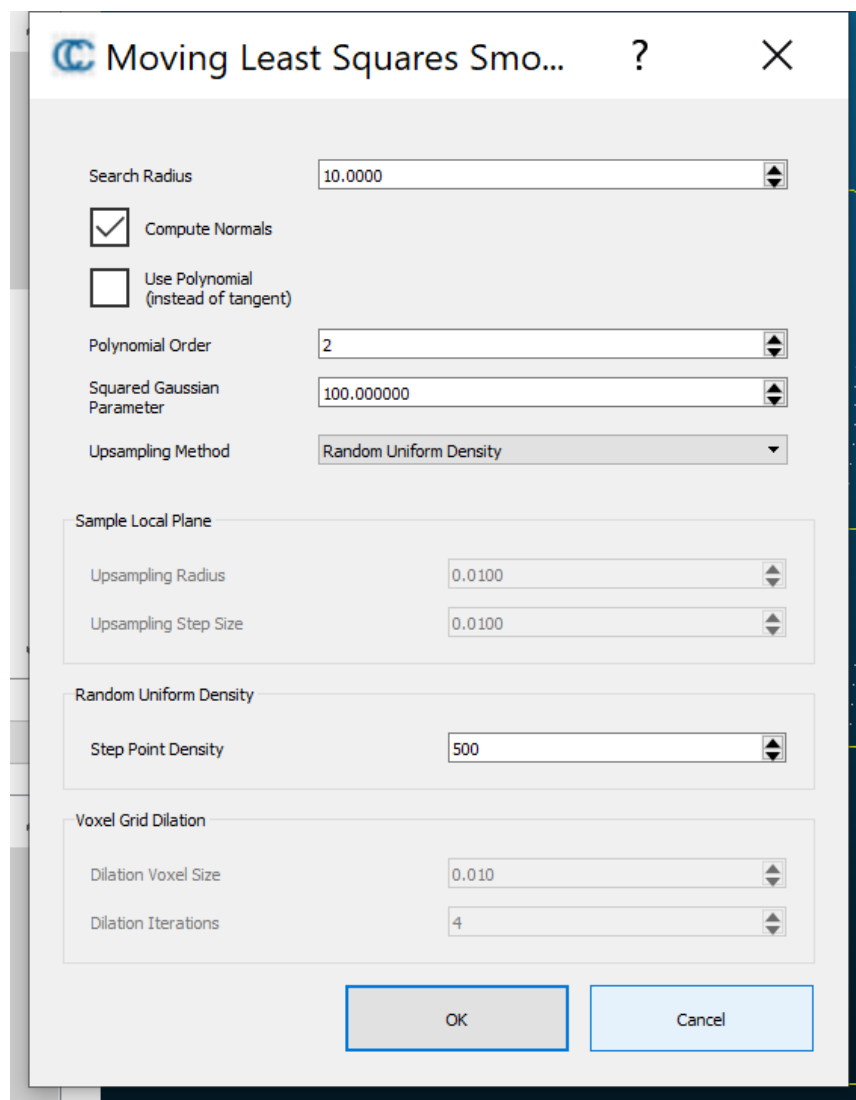 Moving Least Squares Smo... ?
Search Radius 10.0000
Compute Normals
Use Polynomial
(instead of tangent)
Polynomial Order 2
Squared Gaussian
Parameter 100.000000
Upsampling Method Random Uniform Density
Sample Local Plane
Upsampling Radius 0.0100
Upsampling Step Size 0.0100
Random Uniform Density
Step Point Density 500
Voxel Grid Dilation
Dilation Voxel Size 0.010
Dilation Iterations 4
OK Cancel